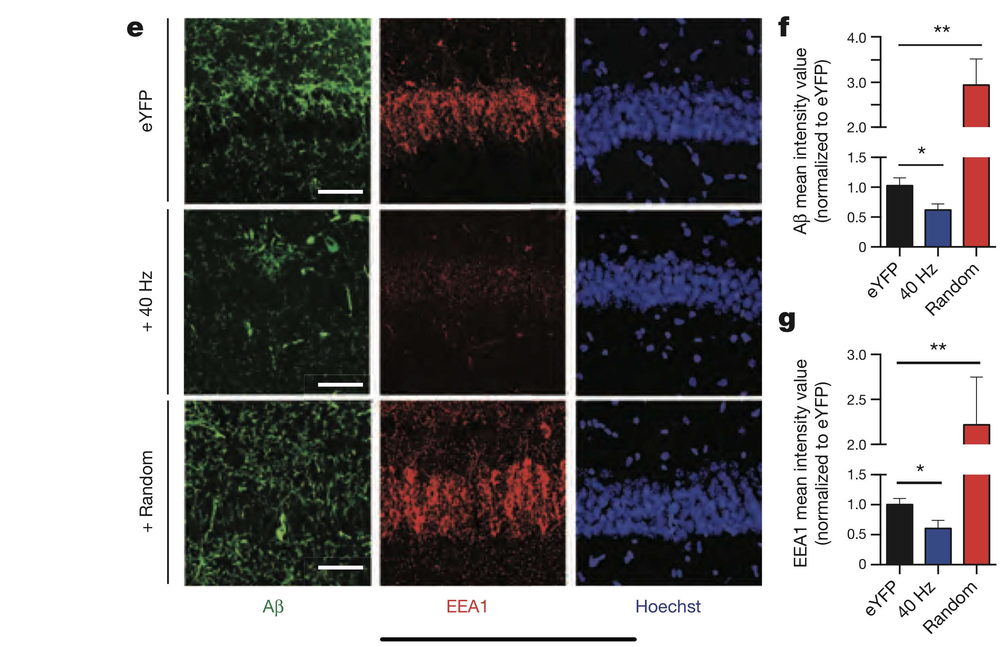 e
eYFP
+ 40 Hz
+ Random
Aβ
EEA1
Hoechst
f
Aβ mean intensity value
(normalized to eYFP)
**
4.0
3.0
2.0
*
1.5
1.0
0.5
0
eYFP
40 Hz
Random
g
EEA1 mean intensity value
(normalized to eYFP)
**
3.0
2.5
2.0
*
1.5
1.0
0.5
0
eYFP
40 Hz
Random